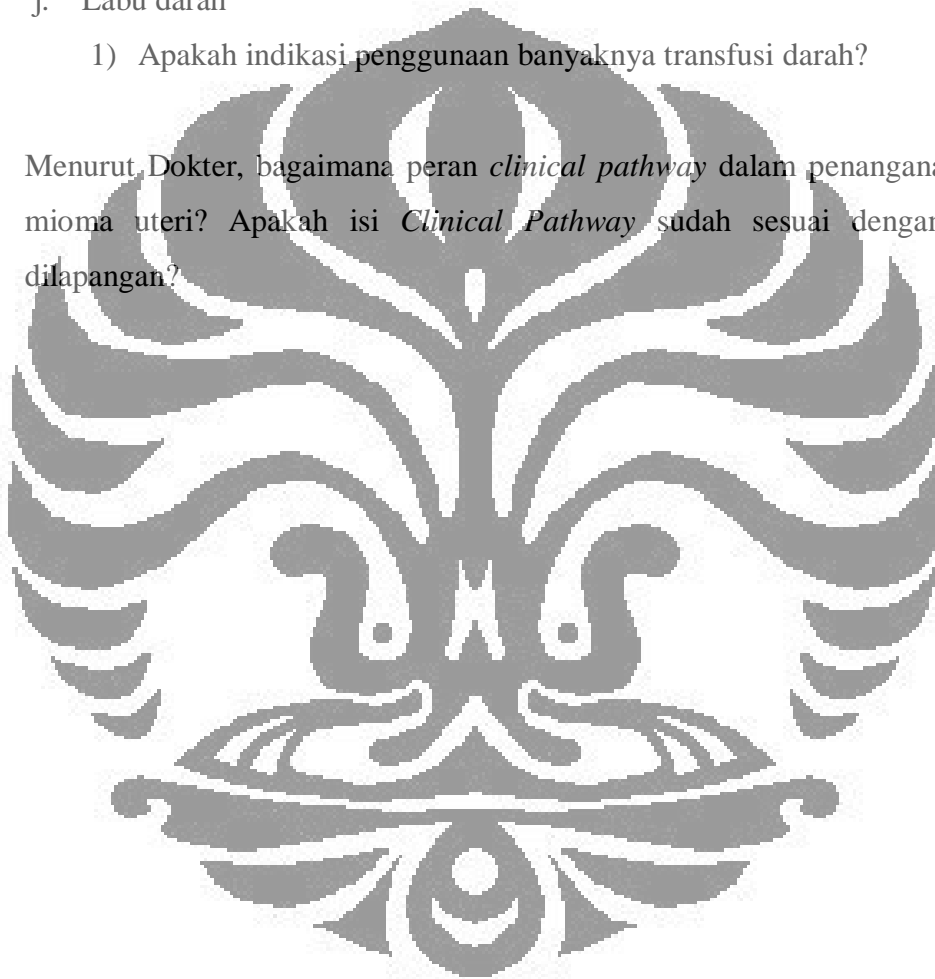 j. Labu darah
1) Apakah indikasi penggunaan banyaknya transfusi darah?
Menurut Dokter, bagaimana peran clinical pathway dalam penangana
mioma uteri? Apakah isi Clinical Pathway sudah sesuai dengan
dilapangan?